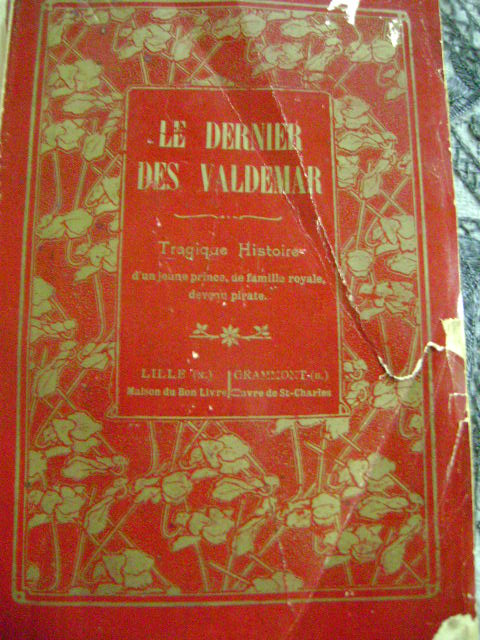 LE DERNIER
DES VALDEMAR
Tragique Histoire
d'un jeune prince, de famille royale,
devenu pirate.
LILLE (N.) GRAMMONT (B.)
Maison du Bon Livre Œuvre de St-Charles